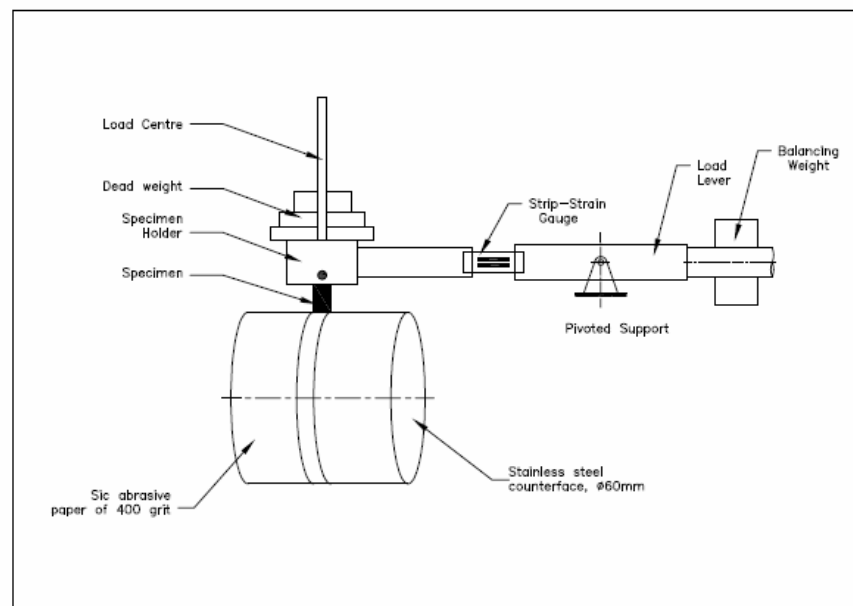 Load Centre
Dead weight
Specimen
Holder
Specimen
Strip-Strain
Gauge
Load
Lever
Balancing
Weight
Pivoted Support
Sic abrasive
paper of 400 grit
Stainless steel
counterface, Ø60mm